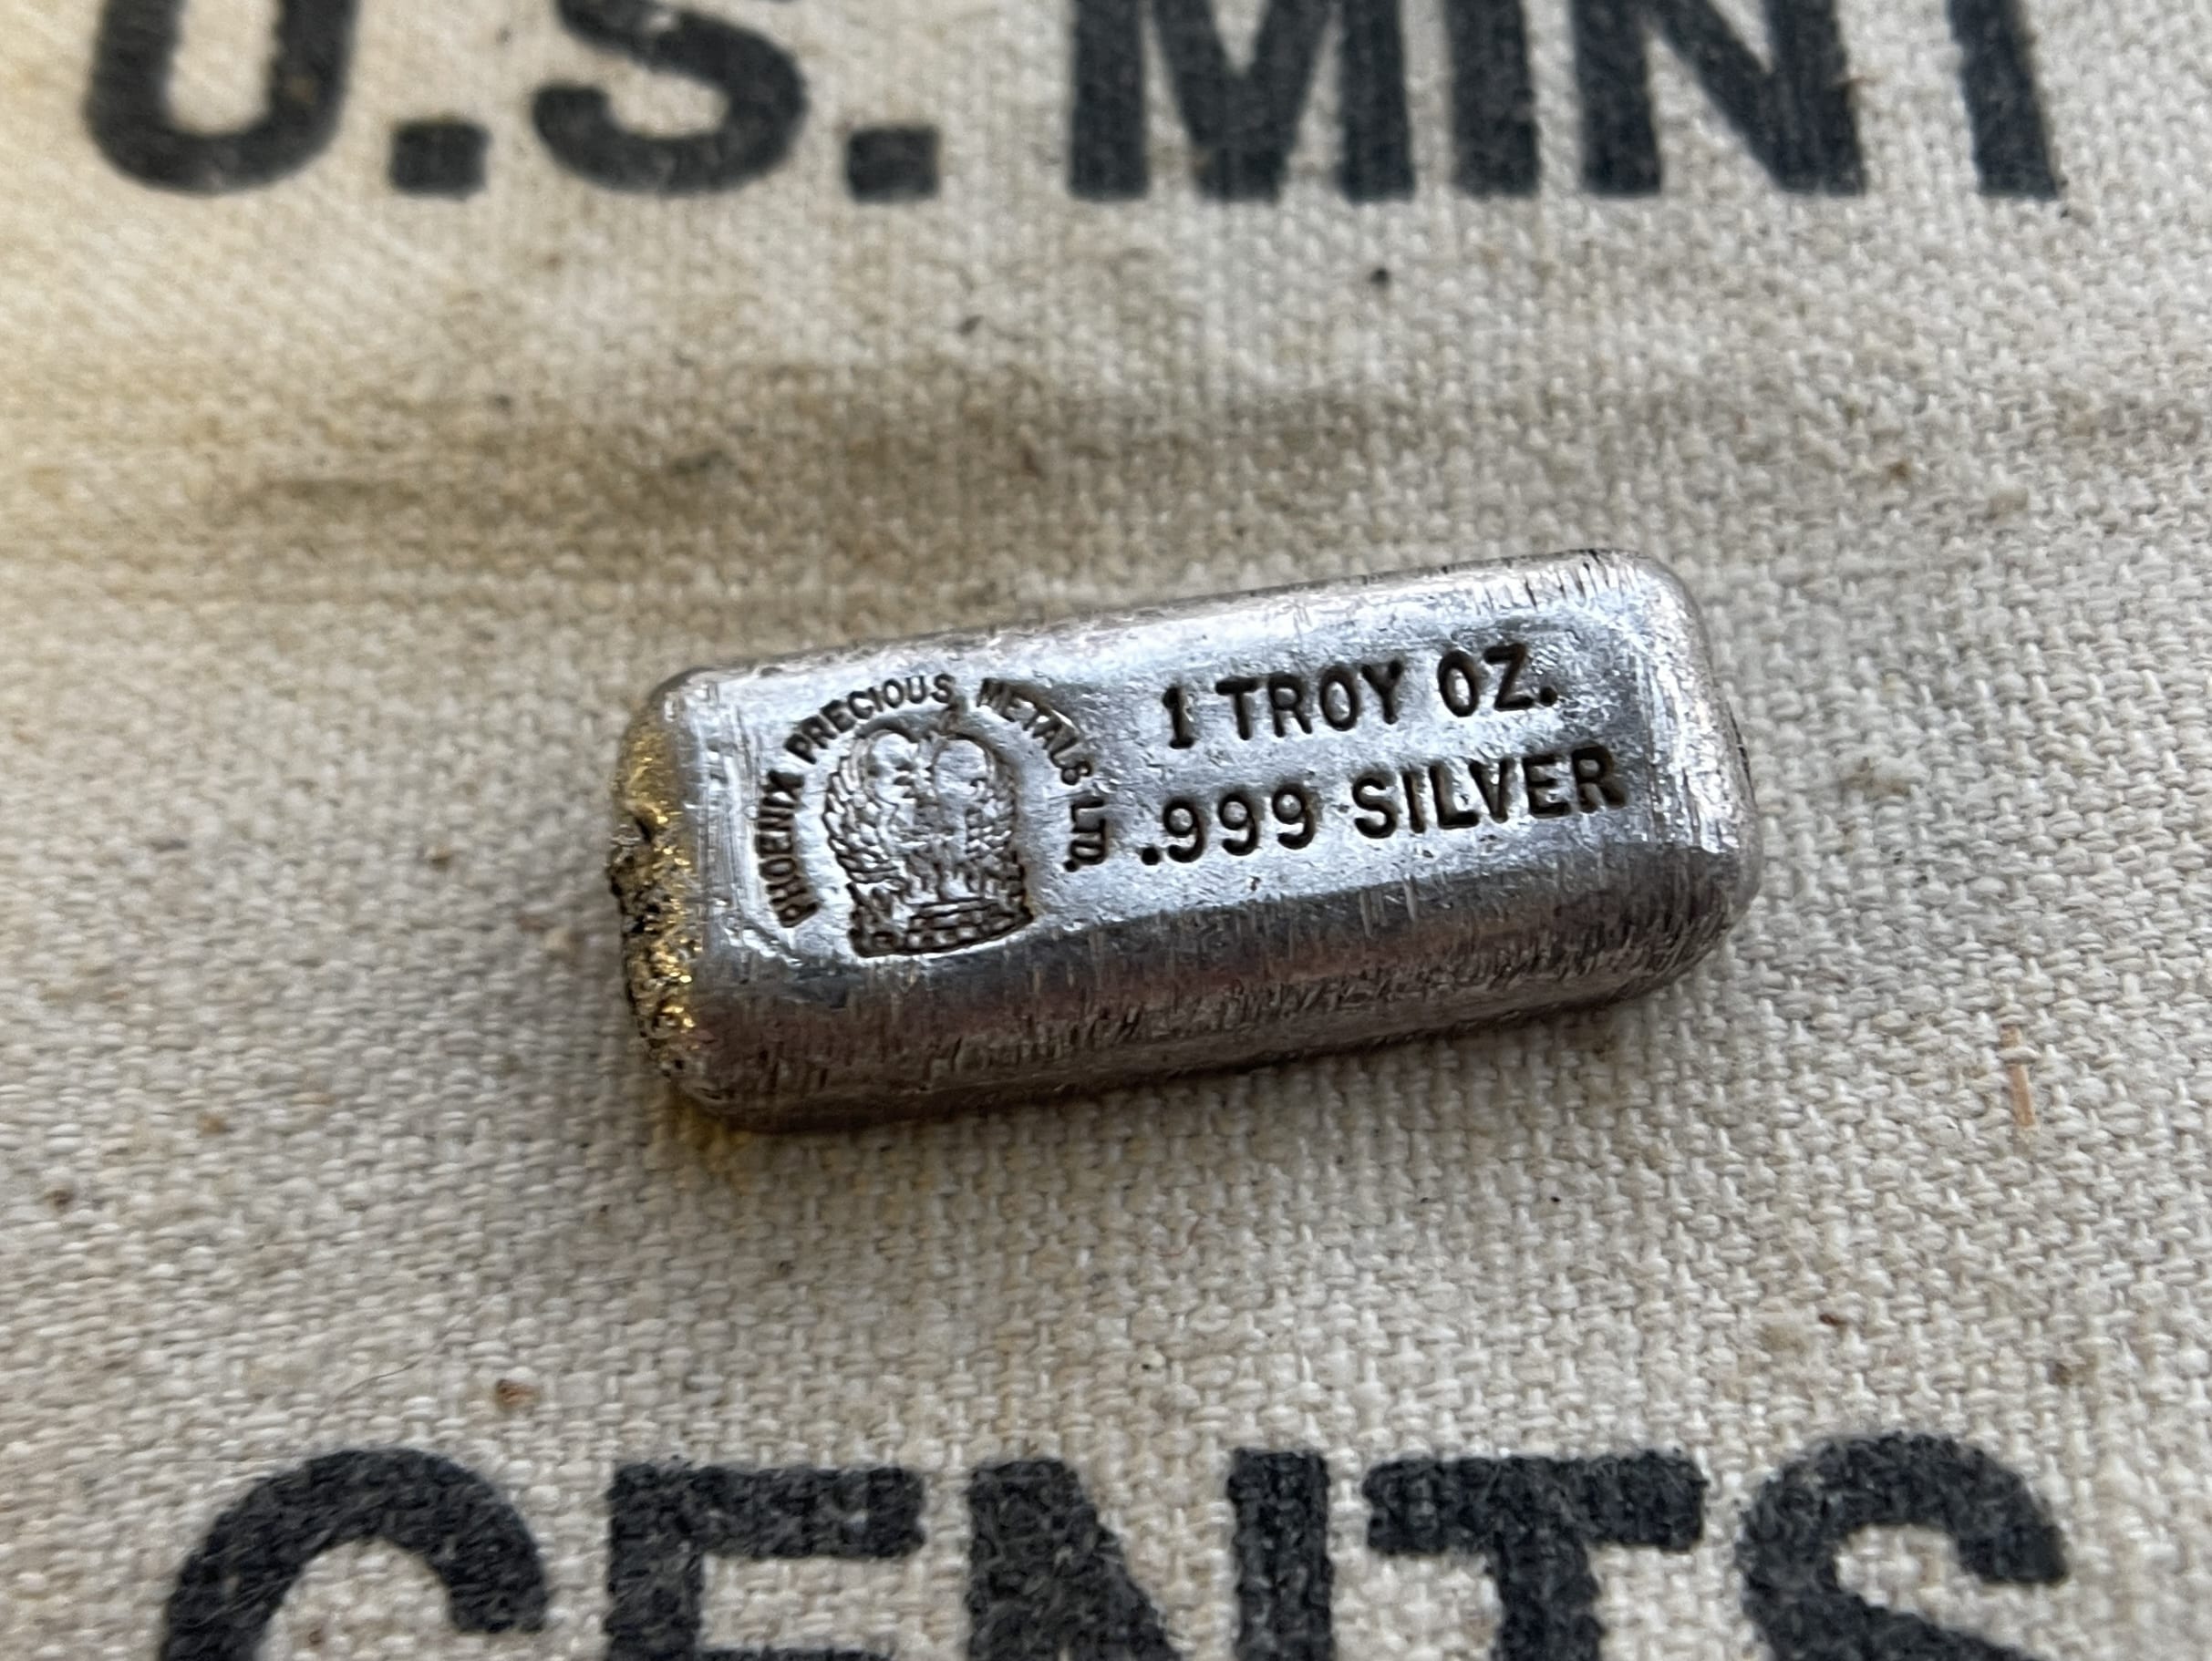 U.S. MINT
PHOENIX PRECIOUS METALS LTD.
1 TROY OZ.
.999 SILVER
CENTS